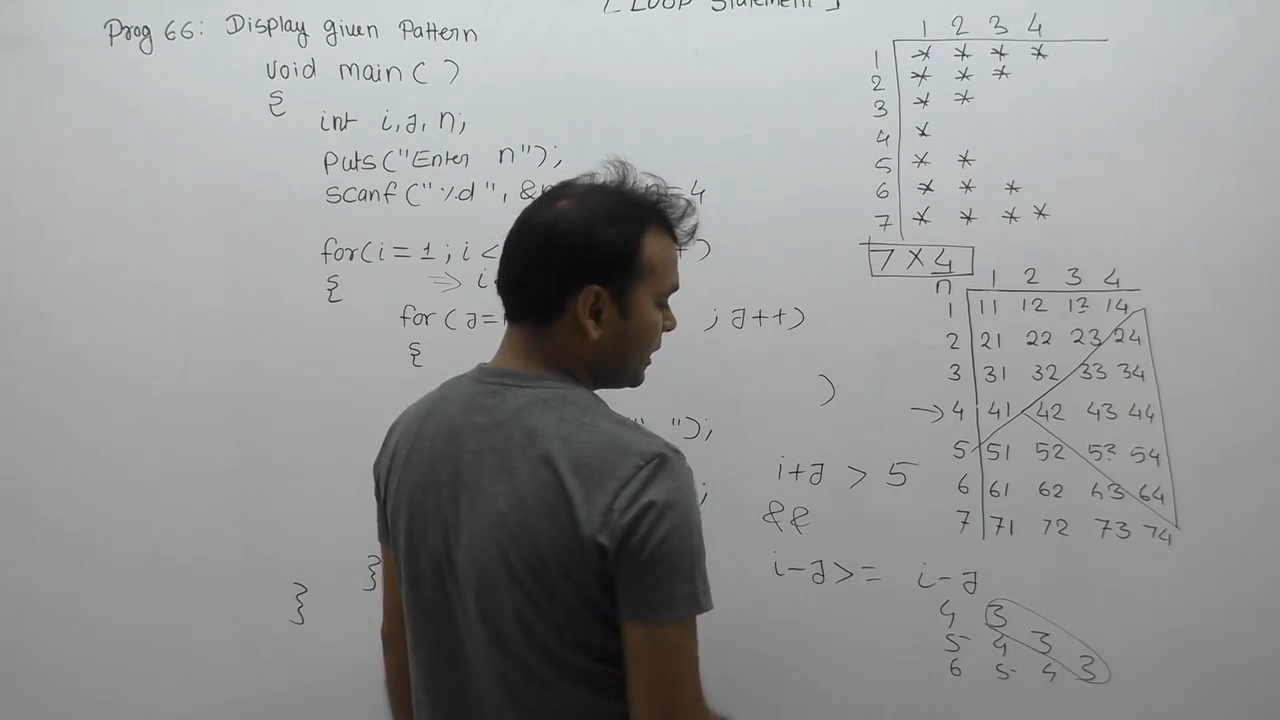 [ Loop Statement ]
Prog 66: Display given Pattern
void main( )
{
int i,j,n;
puts("Enter n");
scanf("%d", &n =4
for(i=1;i< )
{ => i
for(j= ;j++)
{
)
" ");
;
}
}
1 2 3 4
1 * * * *
2 * * *
3 * *
4 *
5 * *
6 * * *
7 * * * *
7 X 4
n
1 2 3 4
1 11 12 13 14
2 21 22 23 24
3 31 32 33 34
→ 4 41 42 43 44
5 51 52 53 54
6 61 62 63 64
7 71 72 73 74
i+j > 5
&&
i-j>= i-j
4 3
5 4 3
6 5 4 3